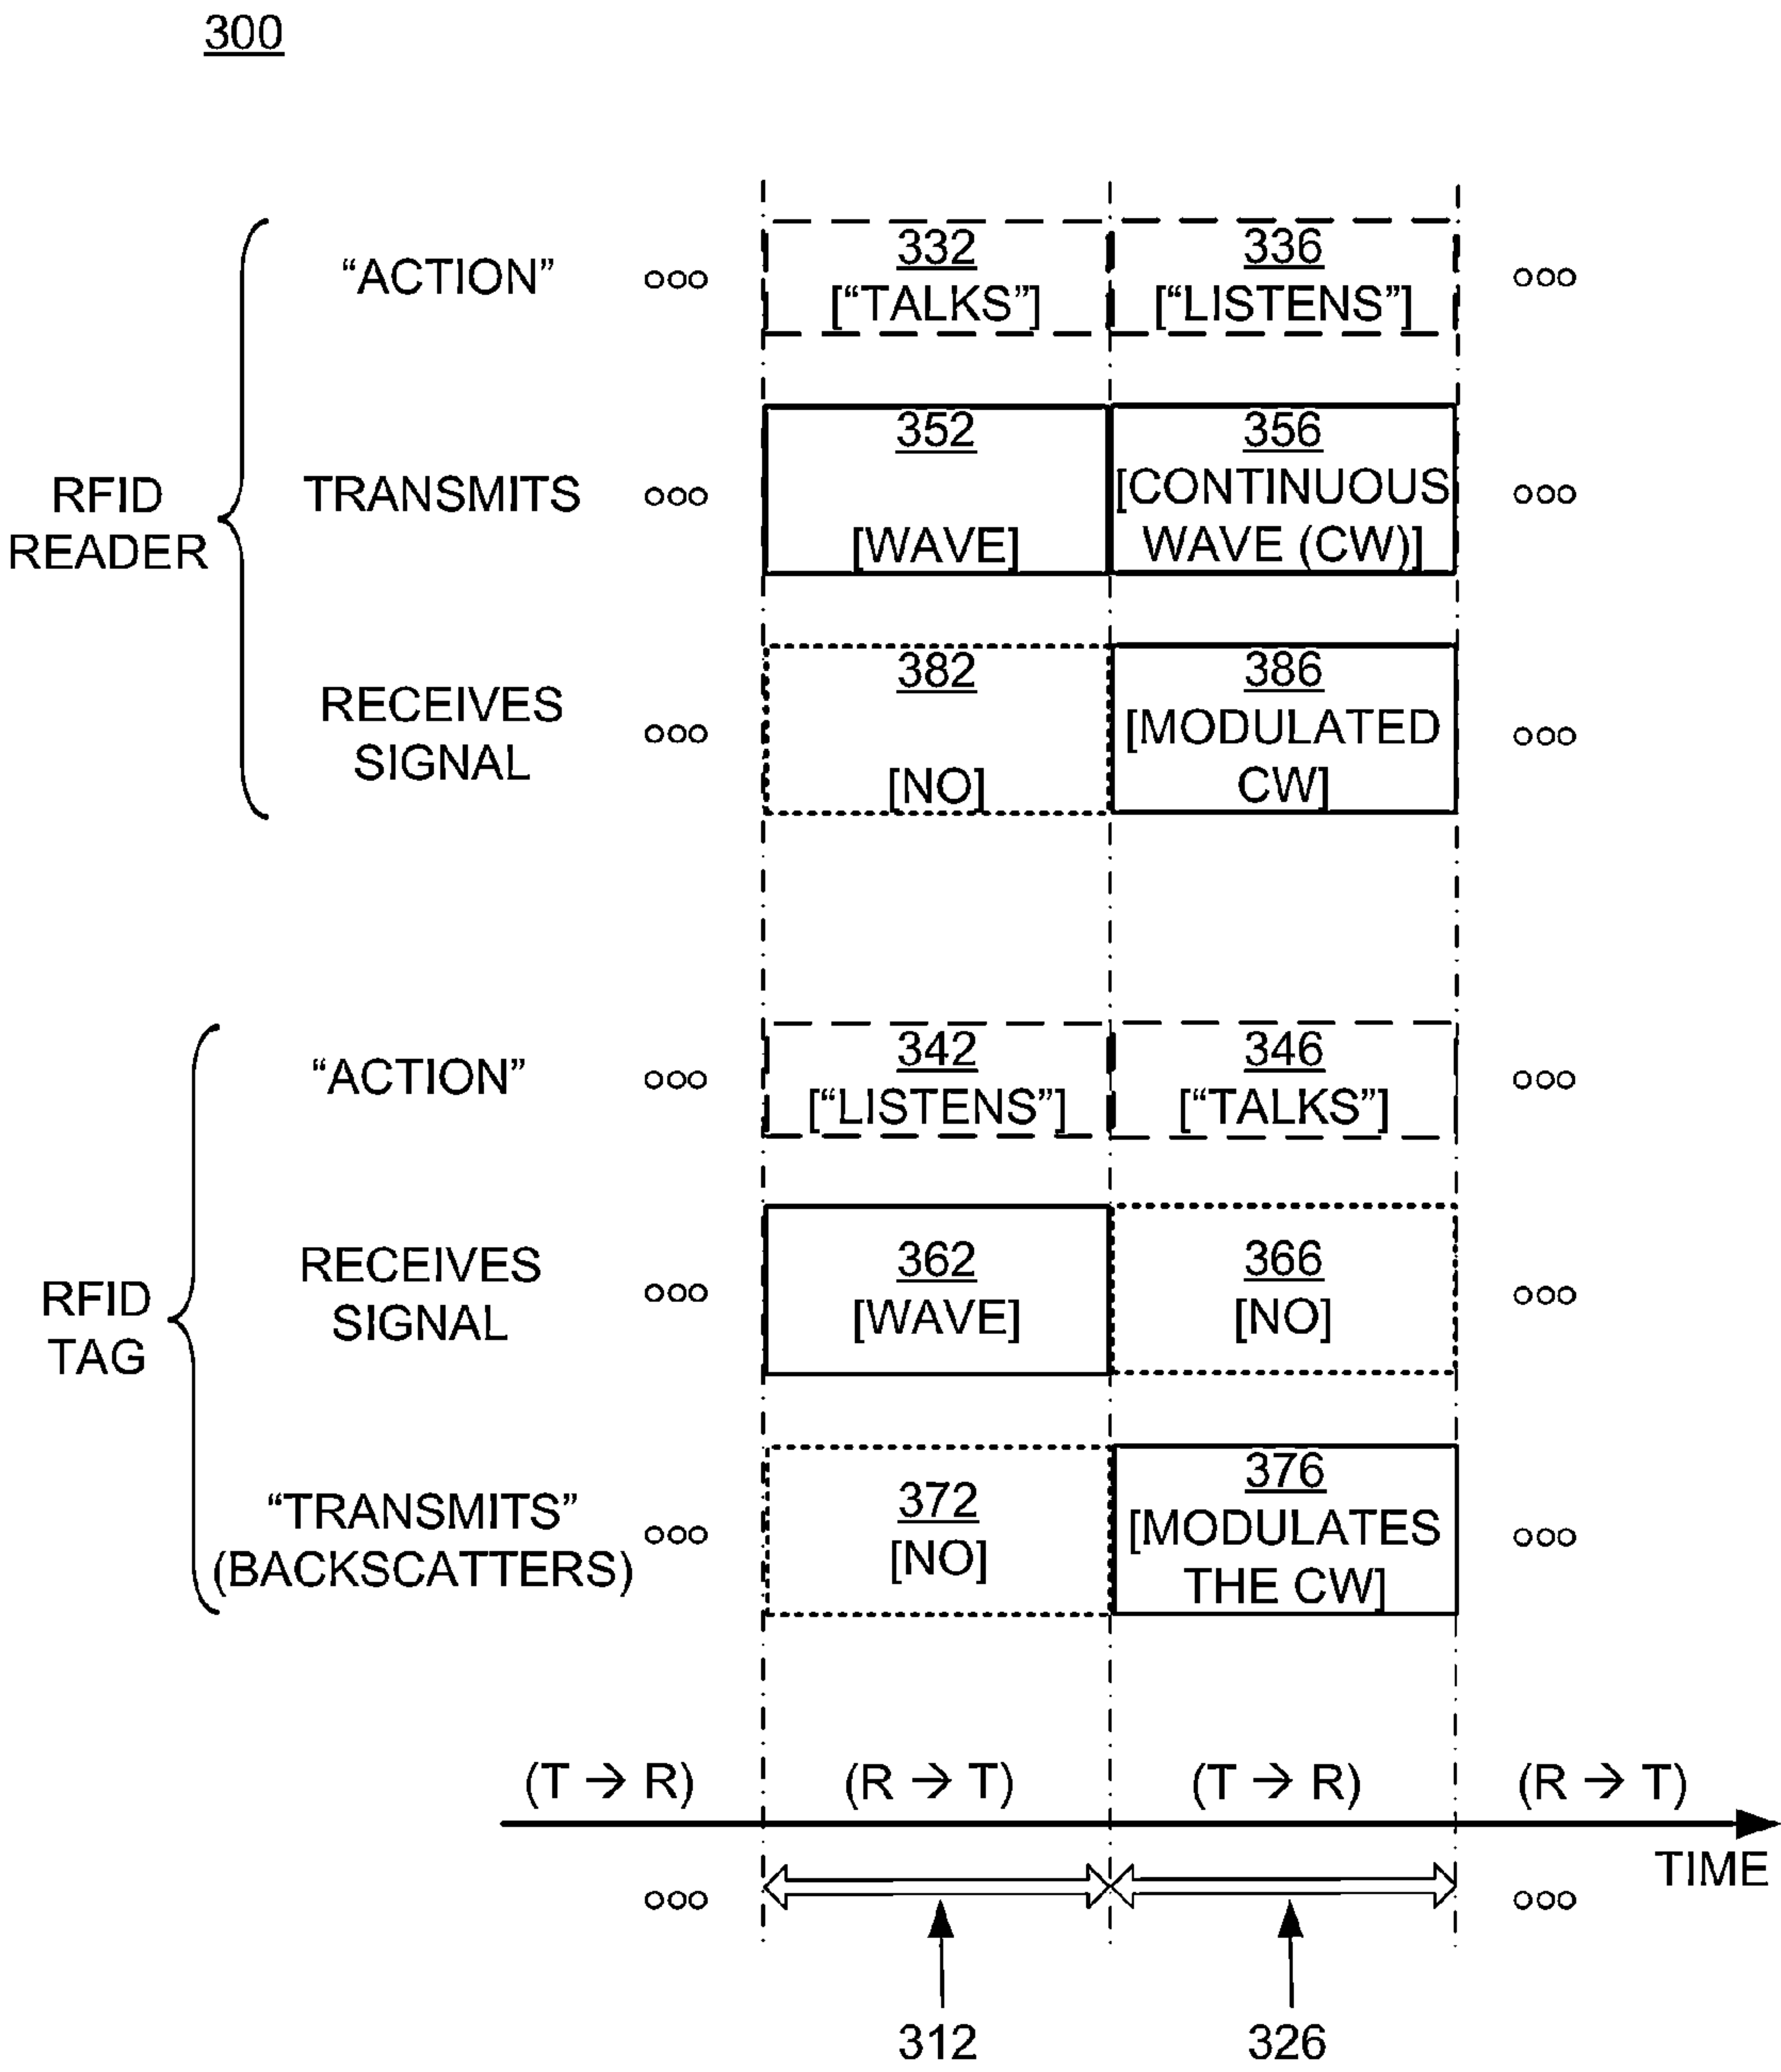 300
"ACTION"
332
["TALKS"]
336
["LISTENS"]
RFID
READER
TRANSMITS
352
[WAVE]
356
[CONTINUOUS
WAVE (CW)]
RECEIVES
SIGNAL
382
[NO]
386
[MODULATED
CW]
"ACTION"
342
["LISTENS"]
346
["TALKS"]
RFID
TAG
RECEIVES
SIGNAL
362
[WAVE]
366
[NO]
"TRANSMITS"
(BACKSCATTERS)
372
[NO]
376
[MODULATES
THE CW]
(T → R) (R → T) (T → R) (R → T)
TIME
312 326